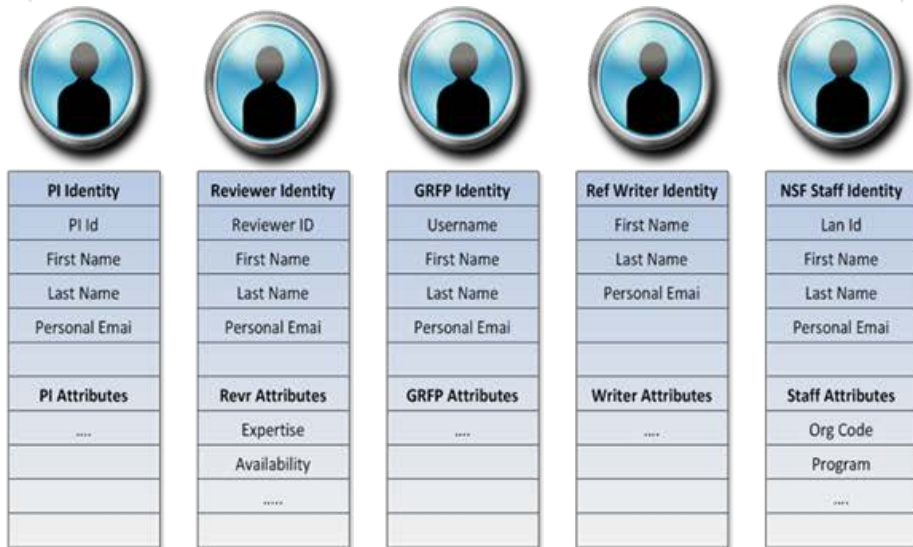 PI Identity
PI Id
First Name
Last Name
Personal Emai
PI Attributes
....
Reviewer Identity
Reviewer ID
First Name
Last Name
Personal Emai
Revr Attributes
Expertise
Availability
.....
GRFP Identity
Username
First Name
Last Name
Personal Emai
GRFP Attributes
....
Ref Writer Identity
First Name
Last Name
Personal Emai
Writer Attributes
....
NSF Staff Identity
Lan Id
First Name
Last Name
Personal Emai
Staff Attributes
Org Code
Program
....